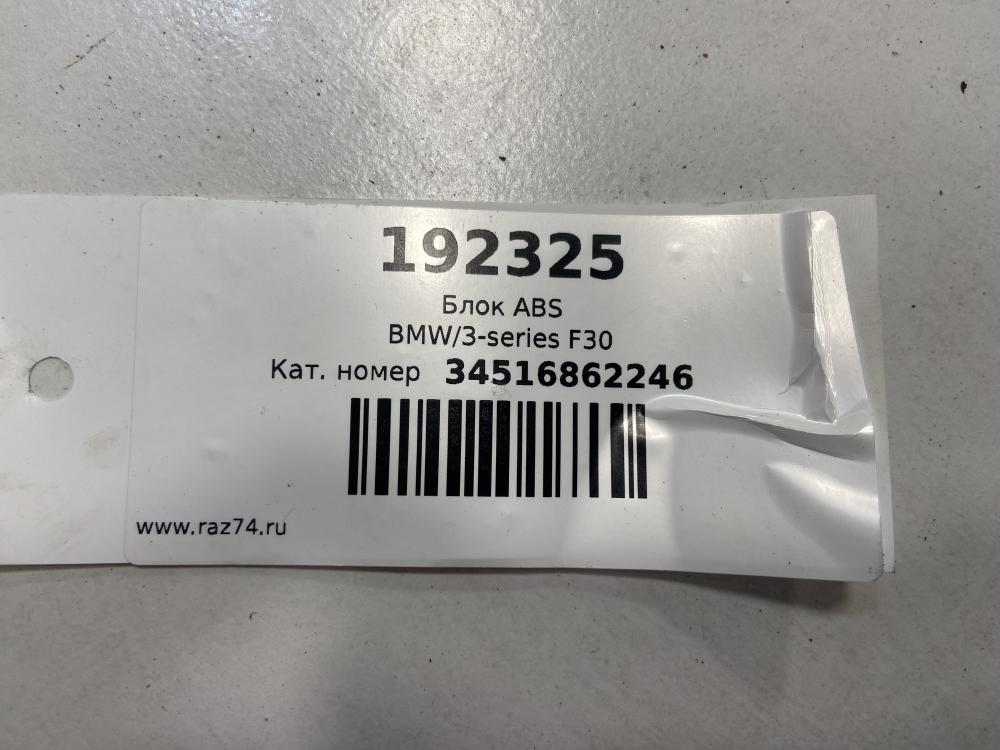 192325
Блок ABS
BMW/3-series F30
Кат. номер 34516862246
www.raz74.ru